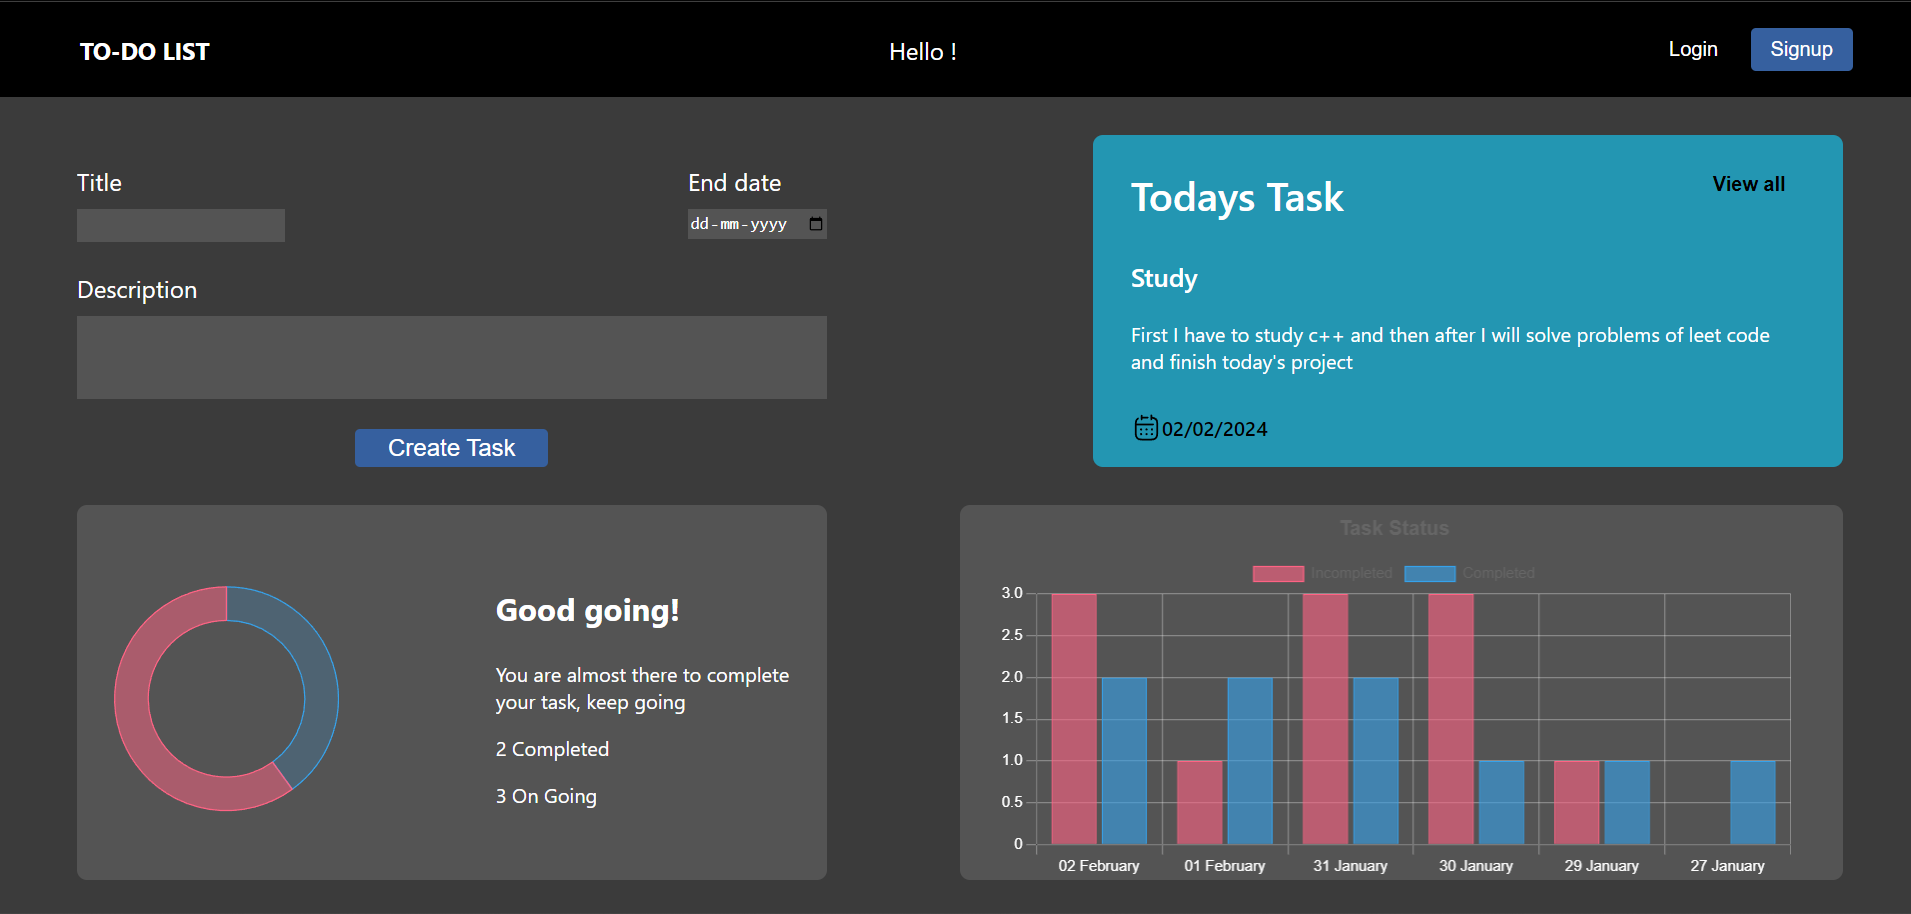 TO-DO LIST
Hello !
Login
Signup
Title
End date
dd-mm-yyyy
Description
Create Task
Todays Task
View all
Study
First I have to study c++ and then after I will solve problems of leet code
and finish today's project
02/02/2024
Good going!
You are almost there to complete
your task, keep going
2 Completed
3 On Going
Task Status
Incompleted
Completed
3.0
2.5
2.0
1.5
1.0
0.5
0
02 February
01 February
31 January
30 January
29 January
27 January